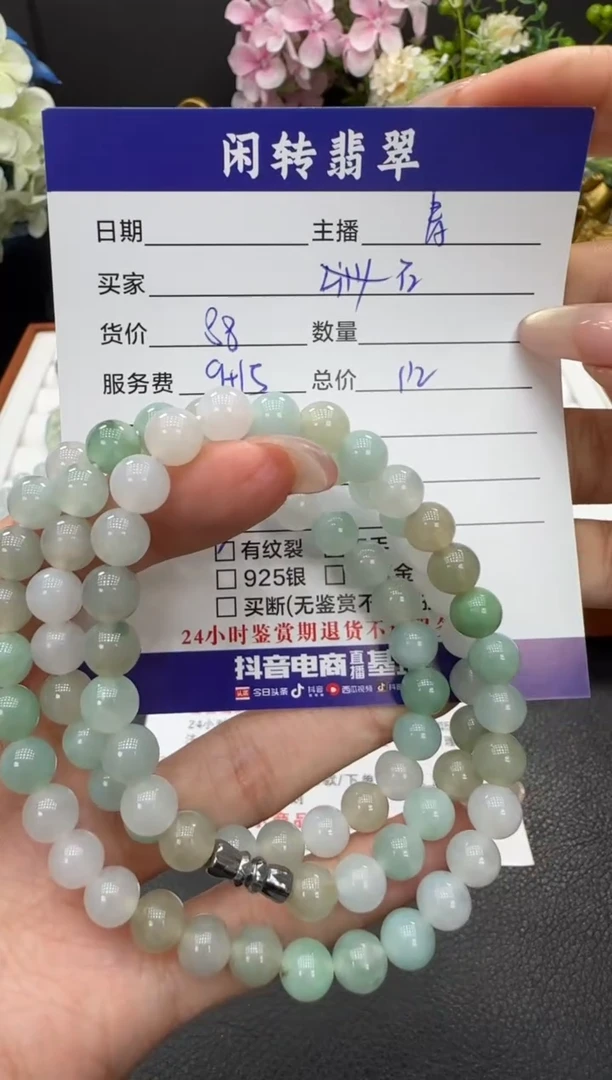 闲转翡翠
日期 主播
买家
货价 88 数量
服务费 9+15 总价 112
有纹裂
925银 金
买断(无鉴赏不
24小时鉴赏期退货不
抖音电商 直播基
今日头条 抖音 西瓜视频